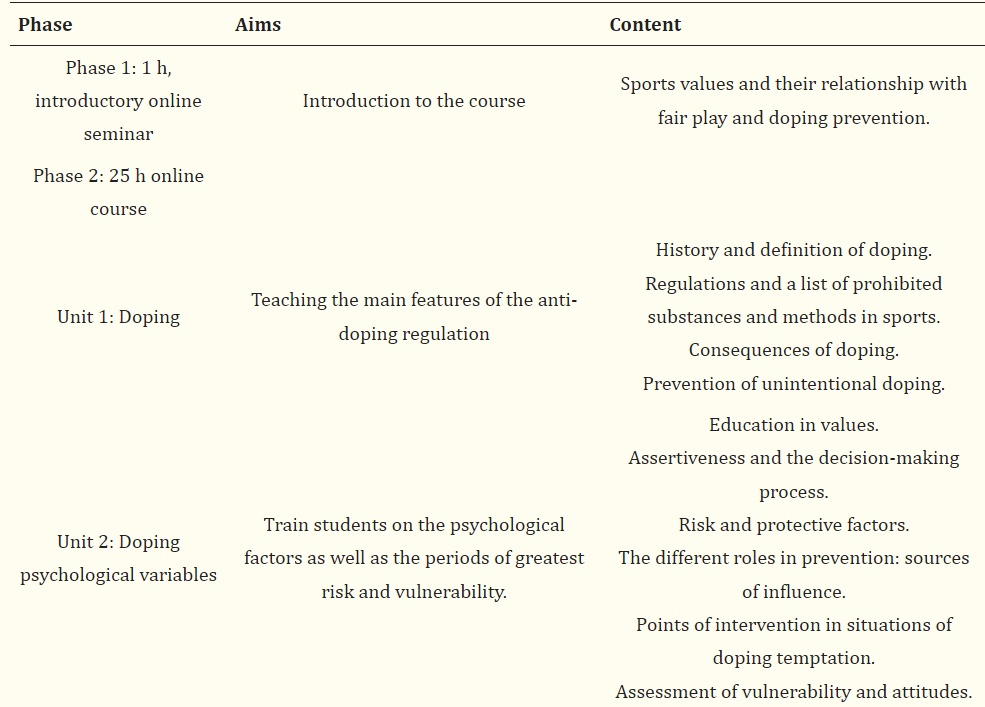 Phase Aims Content
Phase 1: 1 h,
introductory online
seminar
Introduction to the course
Sports values and their relationship with
fair play and doping prevention.
Phase 2: 25 h online
course
Unit 1: Doping
Teaching the main features of the anti-
doping regulation
History and definition of doping.
Regulations and a list of prohibited
substances and methods in sports.
Consequences of doping.
Prevention of unintentional doping.
Unit 2: Doping
psychological variables
Train students on the psychological
factors as well as the periods of greatest
risk and vulnerability.
Education in values.
Assertiveness and the decision-making
process.
Risk and protective factors.
The different roles in prevention: sources
of influence.
Points of intervention in situations of
doping temptation.
Assessment of vulnerability and attitudes.